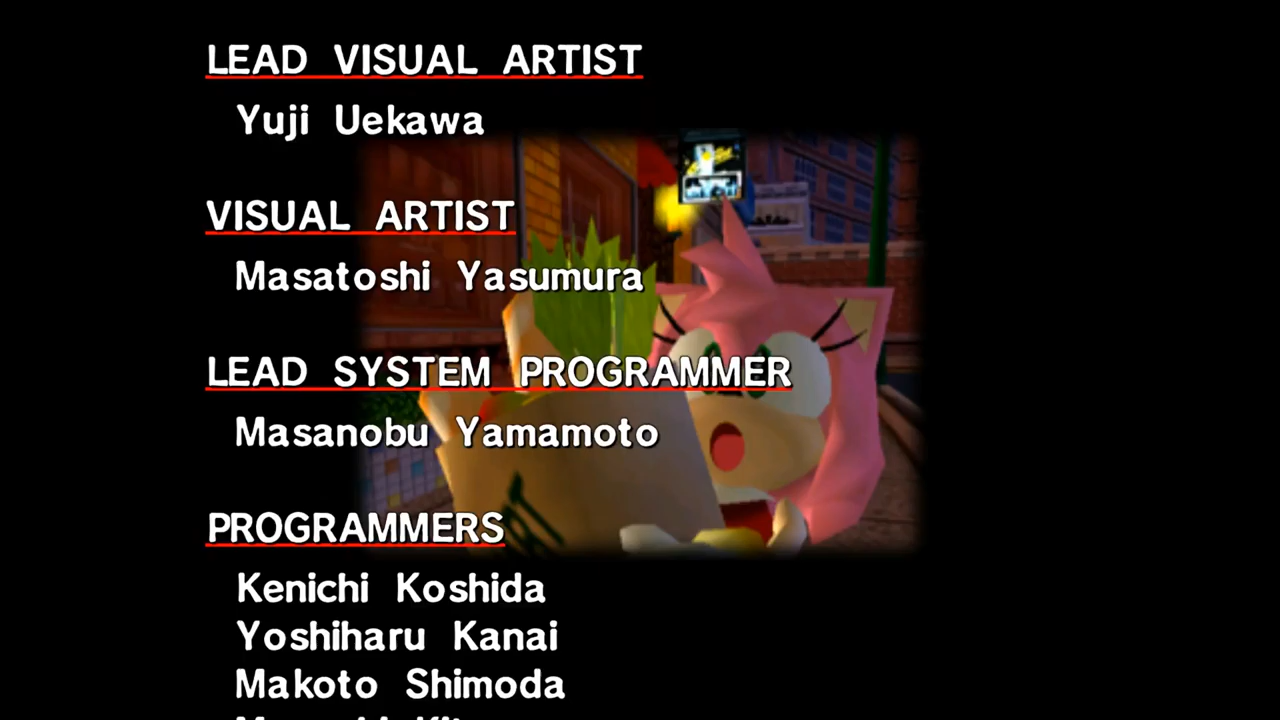 LEAD VISUAL ARTIST
Yuji Uekawa
VISUAL ARTIST
Masatoshi Yasumura
LEAD SYSTEM PROGRAMMER
Masanobu Yamamoto
PROGRAMMERS
Kenichi Koshida
Yoshiharu Kanai
Makoto Shimoda